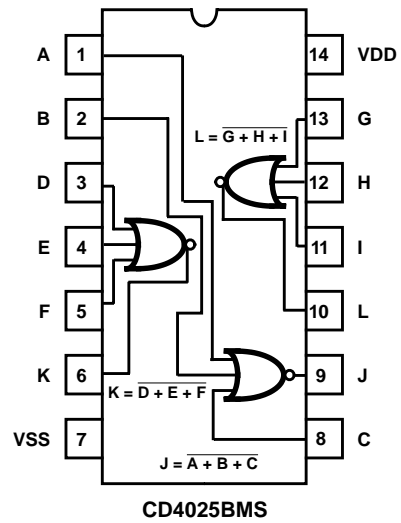 A 1 14 VDD
B 2 13 G
L = G + H + I
D 3 12 H
E 4 11 I
F 5 10 L
K 6 9 J
K = D + E + F
VSS 7 8 C
J = A + B + C
CD4025BMS